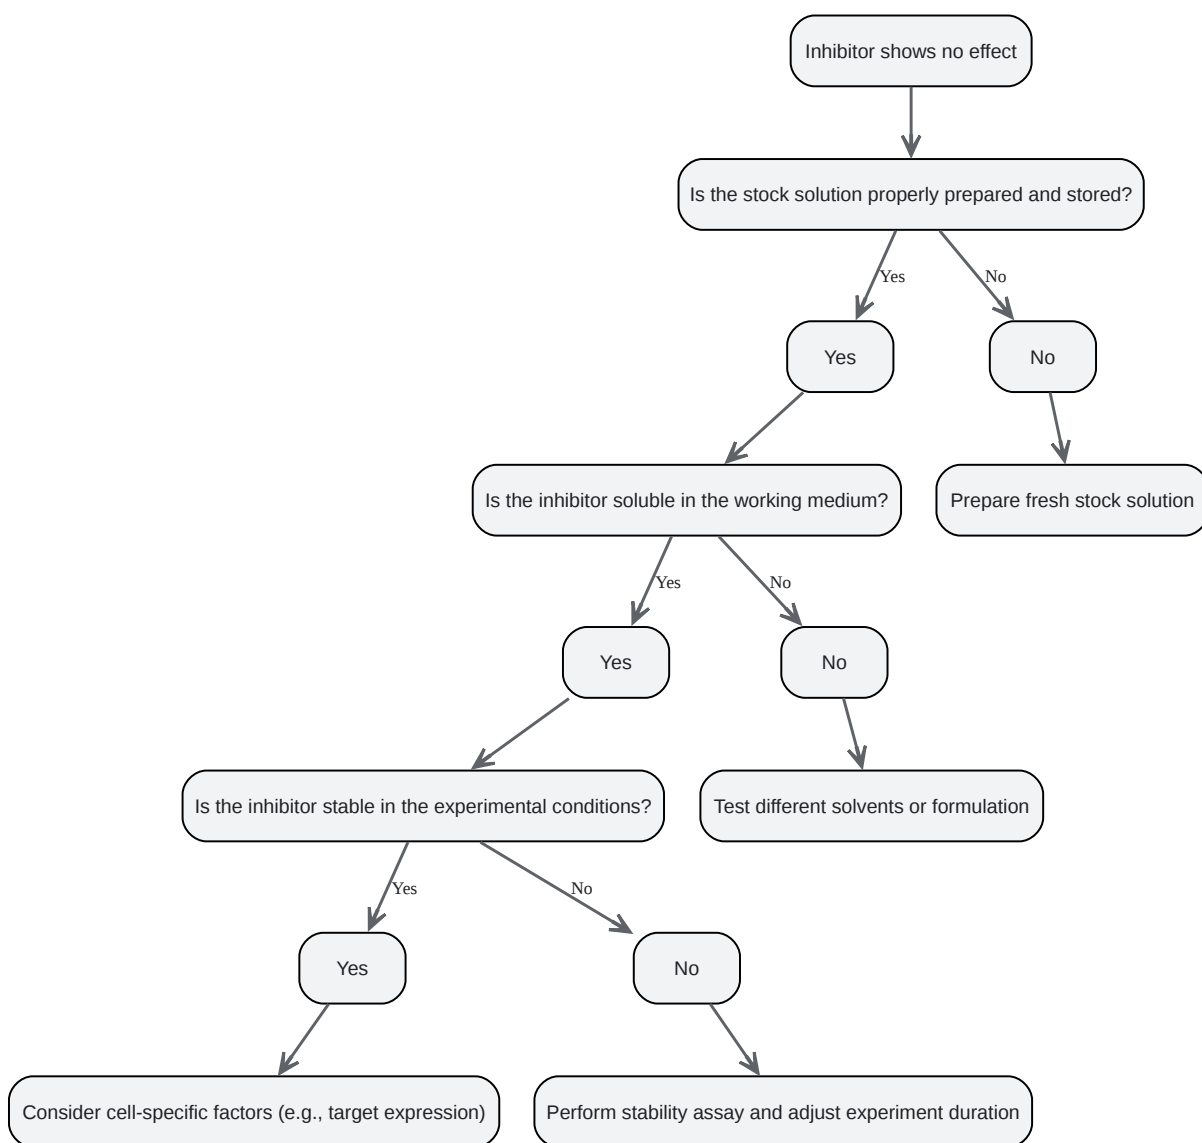 Inhibitor shows no effect
Is the stock solution properly prepared and stored?
Yes
No
Yes
No
Is the inhibitor soluble in the working medium?
Prepare fresh stock solution
Yes
No
Yes
No
Is the inhibitor stable in the experimental conditions?
Test different solvents or formulation
Yes
No
Yes
No
Consider cell-specific factors (e.g., target expression)
Perform stability assay and adjust experiment duration